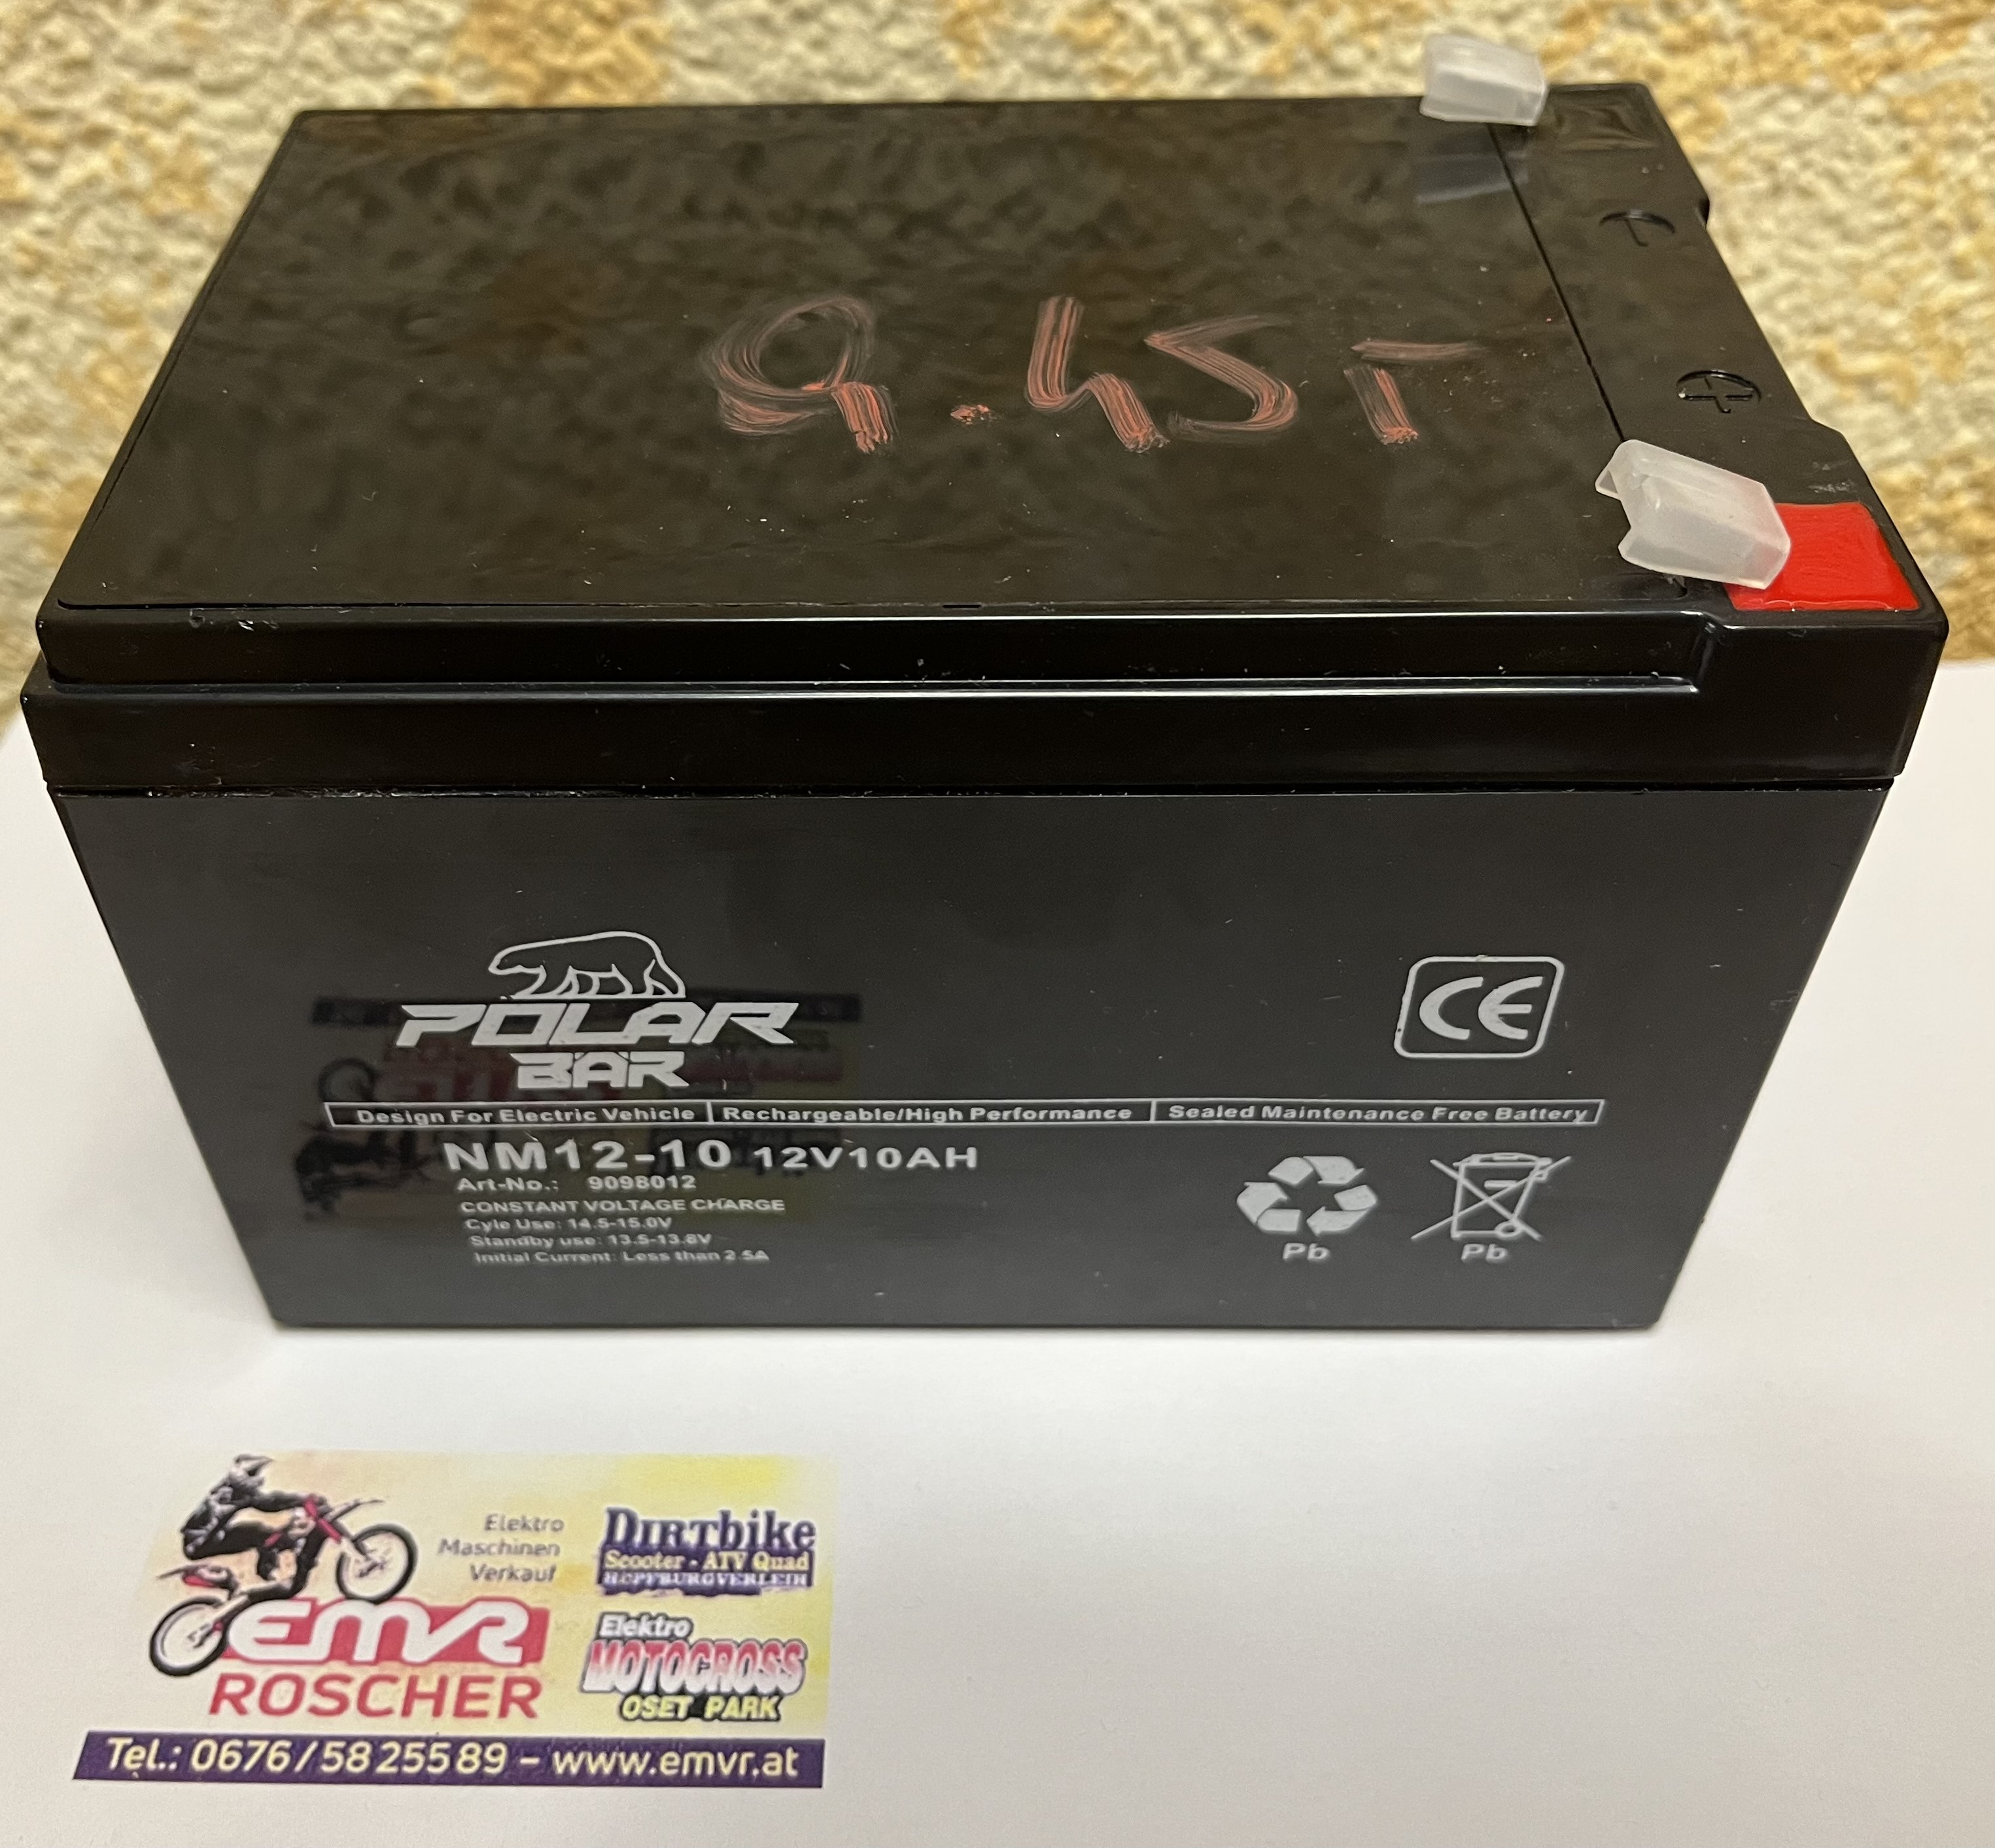 POLAR
BÄR
CE
Design For Electric Vehicle | Rechargeable/High Performance | Sealed Maintenance Free Battery
NM12-10 12V10AH
Art-No.: 9098012
CONSTANT VOLTAGE CHARGE
Cyle Use: 14.5-15.0V
Standby use: 13.5-13.8V
Initial Current: Less than 2.5A
Pb Pb
Elektro
Maschinen
Verkauf
EMVR
ROSCHER
DIRTbike
Scooter - ATV Quad
HÜPFBURGVERLEIH
Elektro
MOTOCROSS
OSET PARK
Tel.: 0676/58 255 89 – www.emvr.at